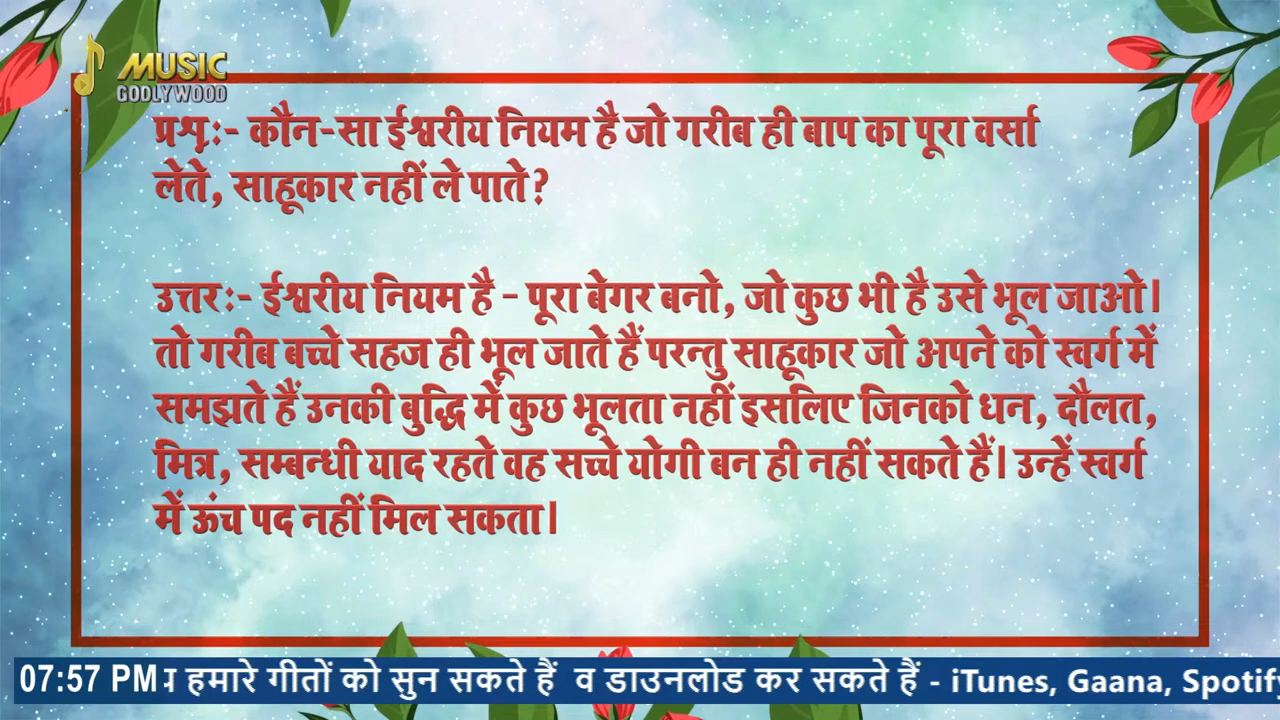 MUSIC
GODLYWOOD
प्रश्न:- कौन-सा ईश्वरीय नियम है जो गरीब ही बाप का पूरा वर्सा
लेते, साहूकार नहीं ले पाते?
उत्तर:- ईश्वरीय नियम है - पूरा बेगर बनो, जो कुछ भी है उसे भूल जाओ।
तो गरीब बच्चे सहज ही भूल जाते हैं परन्तु साहूकार जो अपने को स्वर्ग में
समझते हैं उनकी बुद्धि में कुछ भूलता नहीं इसलिए जिनको धन, दौलत,
मित्र, सम्बन्धी याद रहते वह सच्चे योगी बन ही नहीं सकते हैं। उन्हें स्वर्ग
में ऊंच पद नहीं मिल सकता।
07:57 PM हमारे गीतों को सुन सकते हैं व डाउनलोड कर सकते हैं - iTunes, Gaana, Spotify